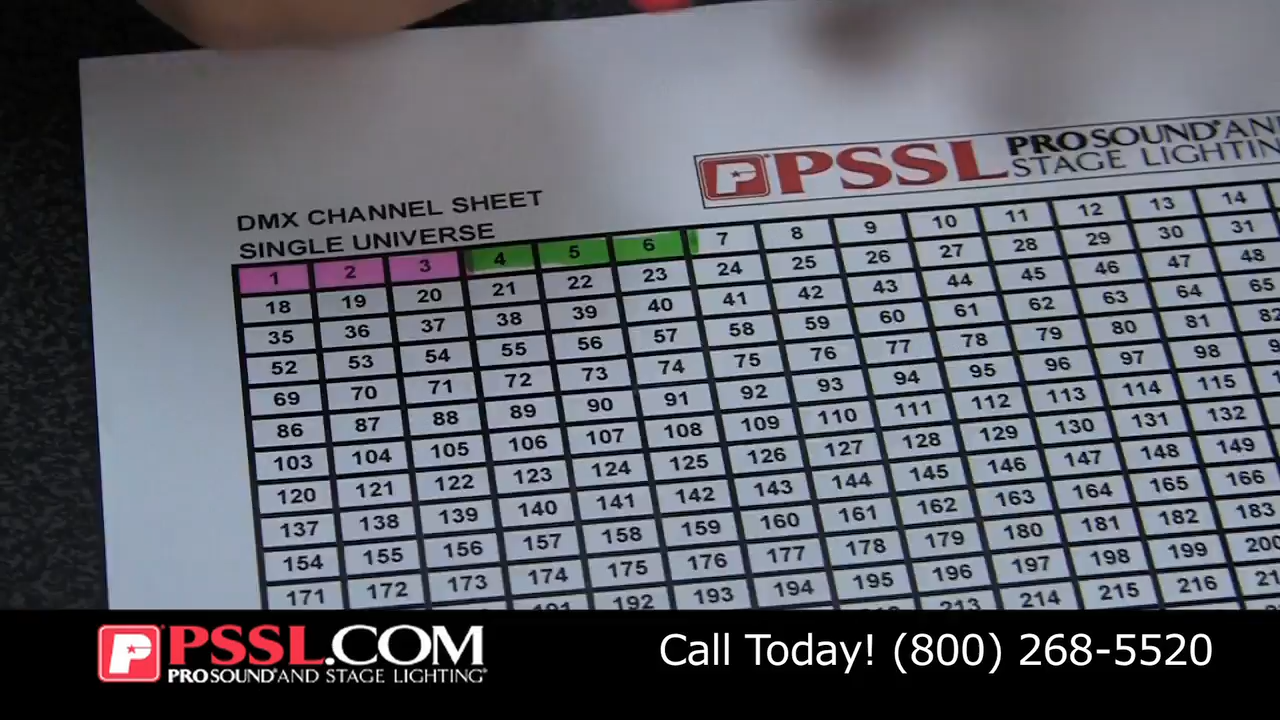 PSSL PRO SOUND AND
STAGE LIGHTIN
DMX CHANNEL SHEET
SINGLE UNIVERSE
1 2 3 4 5 6 7 8 9 10 11 12 13 14
18 19 20 21 22 23 24 25 26 27 28 29 30 31
35 36 37 38 39 40 41 42 43 44 45 46 47 48
52 53 54 55 56 57 58 59 60 61 62 63 64 65
69 70 71 72 73 74 75 76 77 78 79 80 81 82
86 87 88 89 90 91 92 93 94 95 96 97 98
103 104 105 106 107 108 109 110 111 112 113 114 115
120 121 122 123 124 125 126 127 128 129 130 131 132
137 138 139 140 141 142 143 144 145 146 147 148 149
154 155 156 157 158 159 160 161 162 163 164 165 166
171 172 173 174 175 176 177 178 179 180 181 182 183
191 192 193 194 195 196 197 198 199 200
213 214 215 216
PSSL.COM
PRO SOUND AND STAGE LIGHTING
Call Today! (800) 268-5520